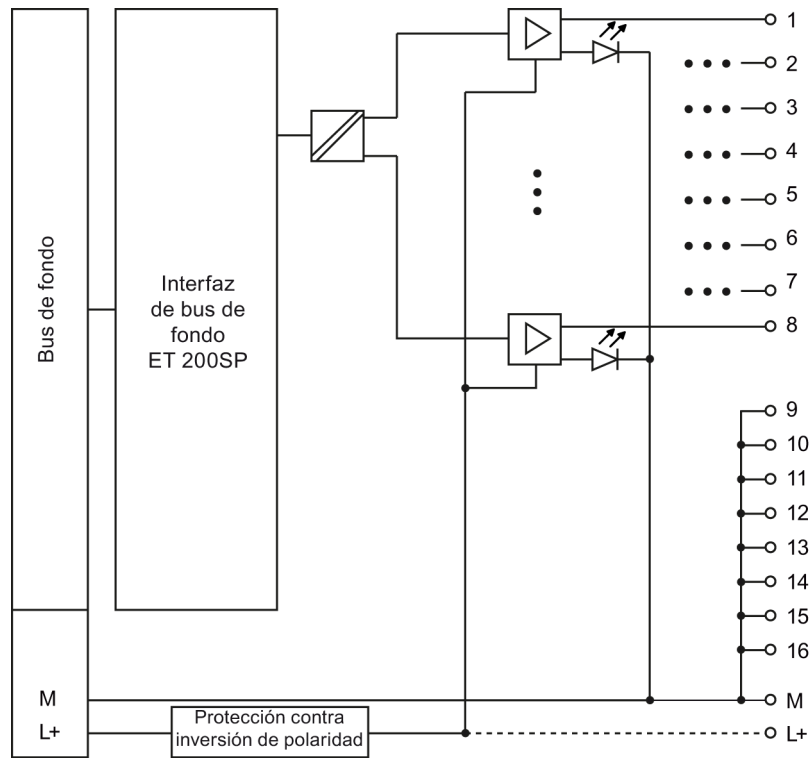 Bus de fondo
Interfaz
de bus de
fondo
ET 200SP
1
2
3
4
5
6
7
8
9
10
11
12
13
14
15
16
M
M
L+
Protección contra
inversión de polaridad
L+